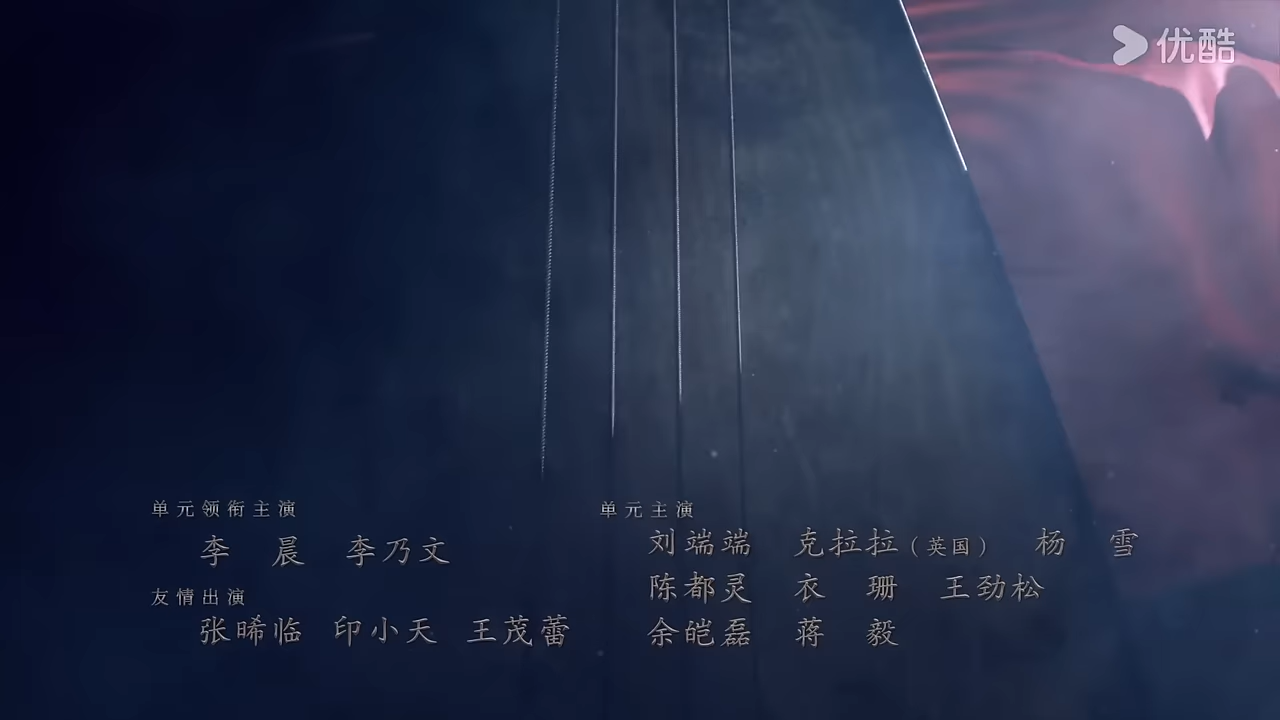 优酷
单元领衔主演
李 晨 李乃文
友情出演
张晞临 印小天 王茂蕾
单元主演
刘端端 克拉拉（英国） 杨 雪
陈都灵 衣 珊 王劲松
余皑磊 蒋 毅